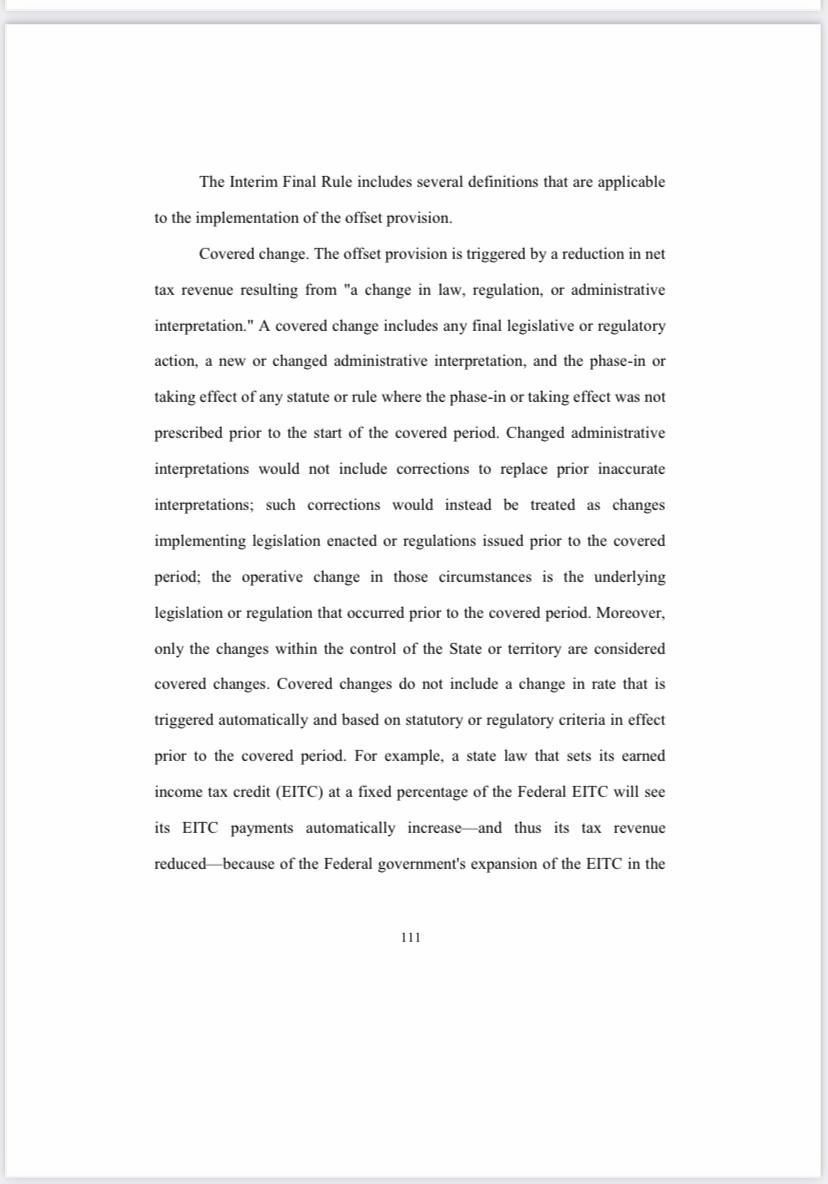 The Interim Final Rule includes several definitions that are applicable
to the implementation of the offset provision.
Covered change. The offset provision is triggered by a reduction in net
tax revenue resulting from "a change in law, regulation, or administrative
interpretation." A covered change includes any final legislative or regulatory
action, a new or changed administrative interpretation, and the phase-in or
taking effect of any statute or rule where the phase-in or taking effect was not
prescribed prior to the start of the covered period. Changed administrative
interpretations would not include corrections to replace prior inaccurate
interpretations; such corrections would instead be treated as changes
implementing legislation enacted or regulations issued prior to the covered
period; the operative change in those circumstances is the underlying
legislation or regulation that occurred prior to the covered period. Moreover,
only the changes within the control of the State or territory are considered
covered changes. Covered changes do not include a change in rate that is
triggered automatically and based on statutory or regulatory criteria in effect
prior to the covered period. For example, a state law that sets its earned
income tax credit (EITC) at a fixed percentage of the Federal EITC will see
its EITC payments automatically increase—and thus its tax revenue
reduced—because of the Federal government's expansion of the EITC in the
111